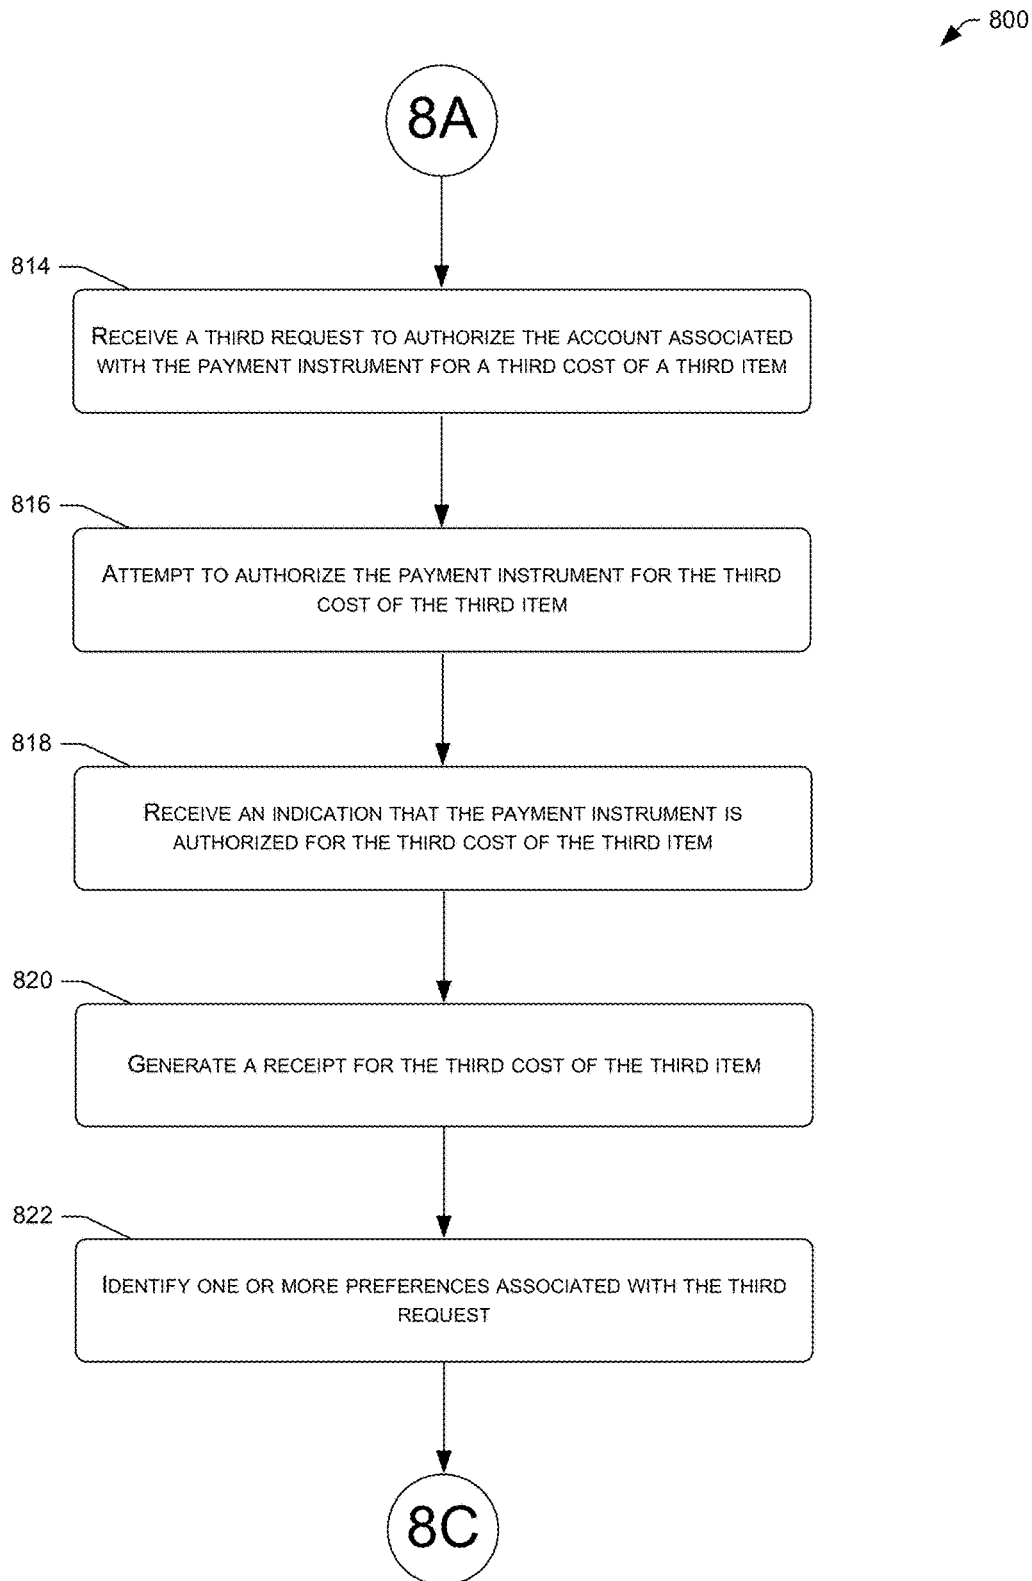 800
8A
814
RECEIVE A THIRD REQUEST TO AUTHORIZE THE ACCOUNT ASSOCIATED
WITH THE PAYMENT INSTRUMENT FOR A THIRD COST OF A THIRD ITEM
816
ATTEMPT TO AUTHORIZE THE PAYMENT INSTRUMENT FOR THE THIRD
COST OF THE THIRD ITEM
818
RECEIVE AN INDICATION THAT THE PAYMENT INSTRUMENT IS
AUTHORIZED FOR THE THIRD COST OF THE THIRD ITEM
820
GENERATE A RECEIPT FOR THE THIRD COST OF THE THIRD ITEM
822
IDENTIFY ONE OR MORE PREFERENCES ASSOCIATED WITH THE THIRD
REQUEST
8C